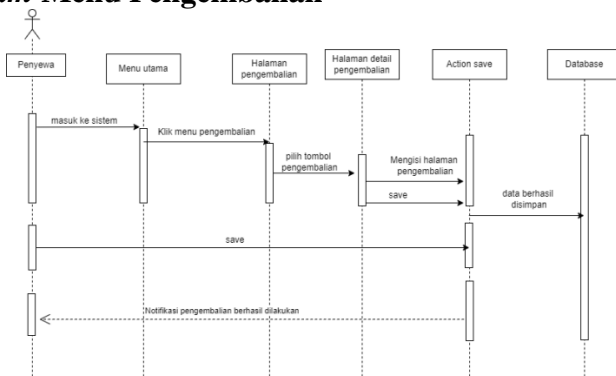 Menu Pengembalian
Penyewa
Menu utama
Halaman
pengembalian
Halaman detail
pengembalian
Action save
Database
masuk ke sistem
Klik menu pengembalian
pilih tombol
pengembalian
Mengisi halaman
pengembalian
save
data berhasil
disimpan
save
Notifikasi pengembalian berhasil dilakukan